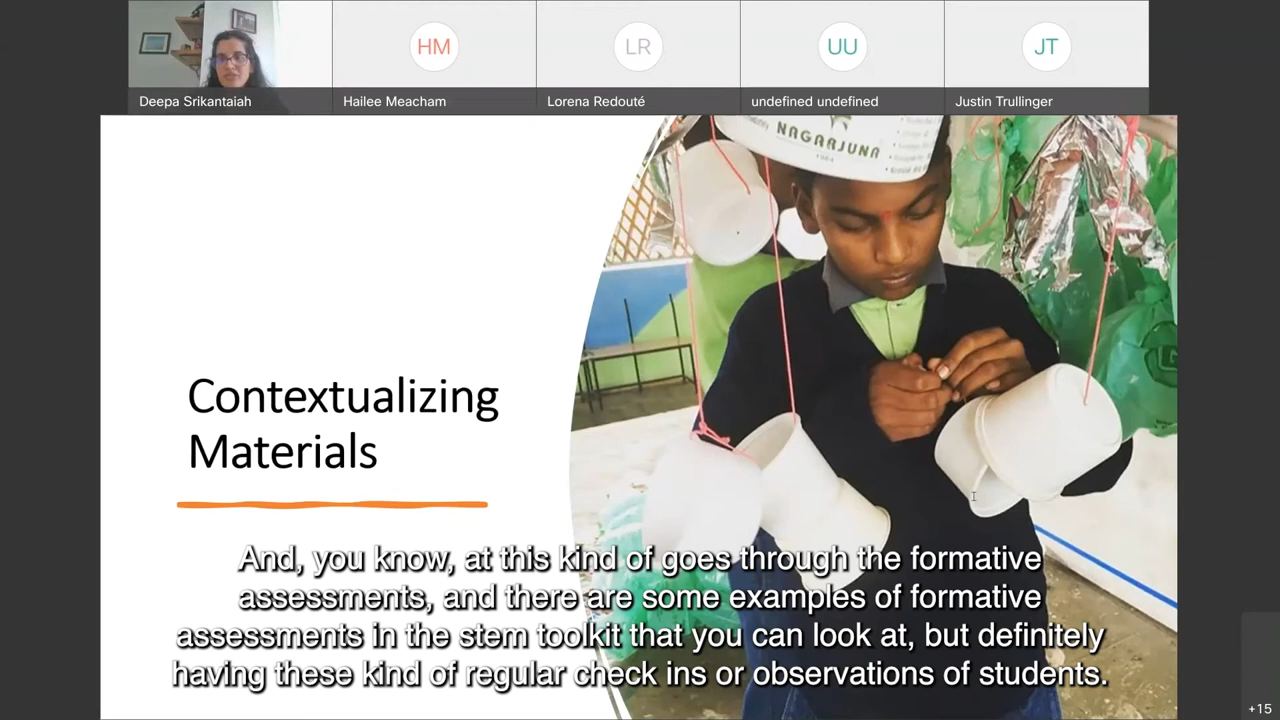 HM
LR
UU
JT
Deepa Srikantaiah
Hailee Meacham
Lorena Redouté
undefined undefined
Justin Trullinger
NAGARJUNA
Contextualizing
Materials
And, you know, at this kind of goes through the formative
assessments, and there are some examples of formative
assessments in the stem toolkit that you can look at, but definitely
having these kind of regular check ins or observations of students.
+15